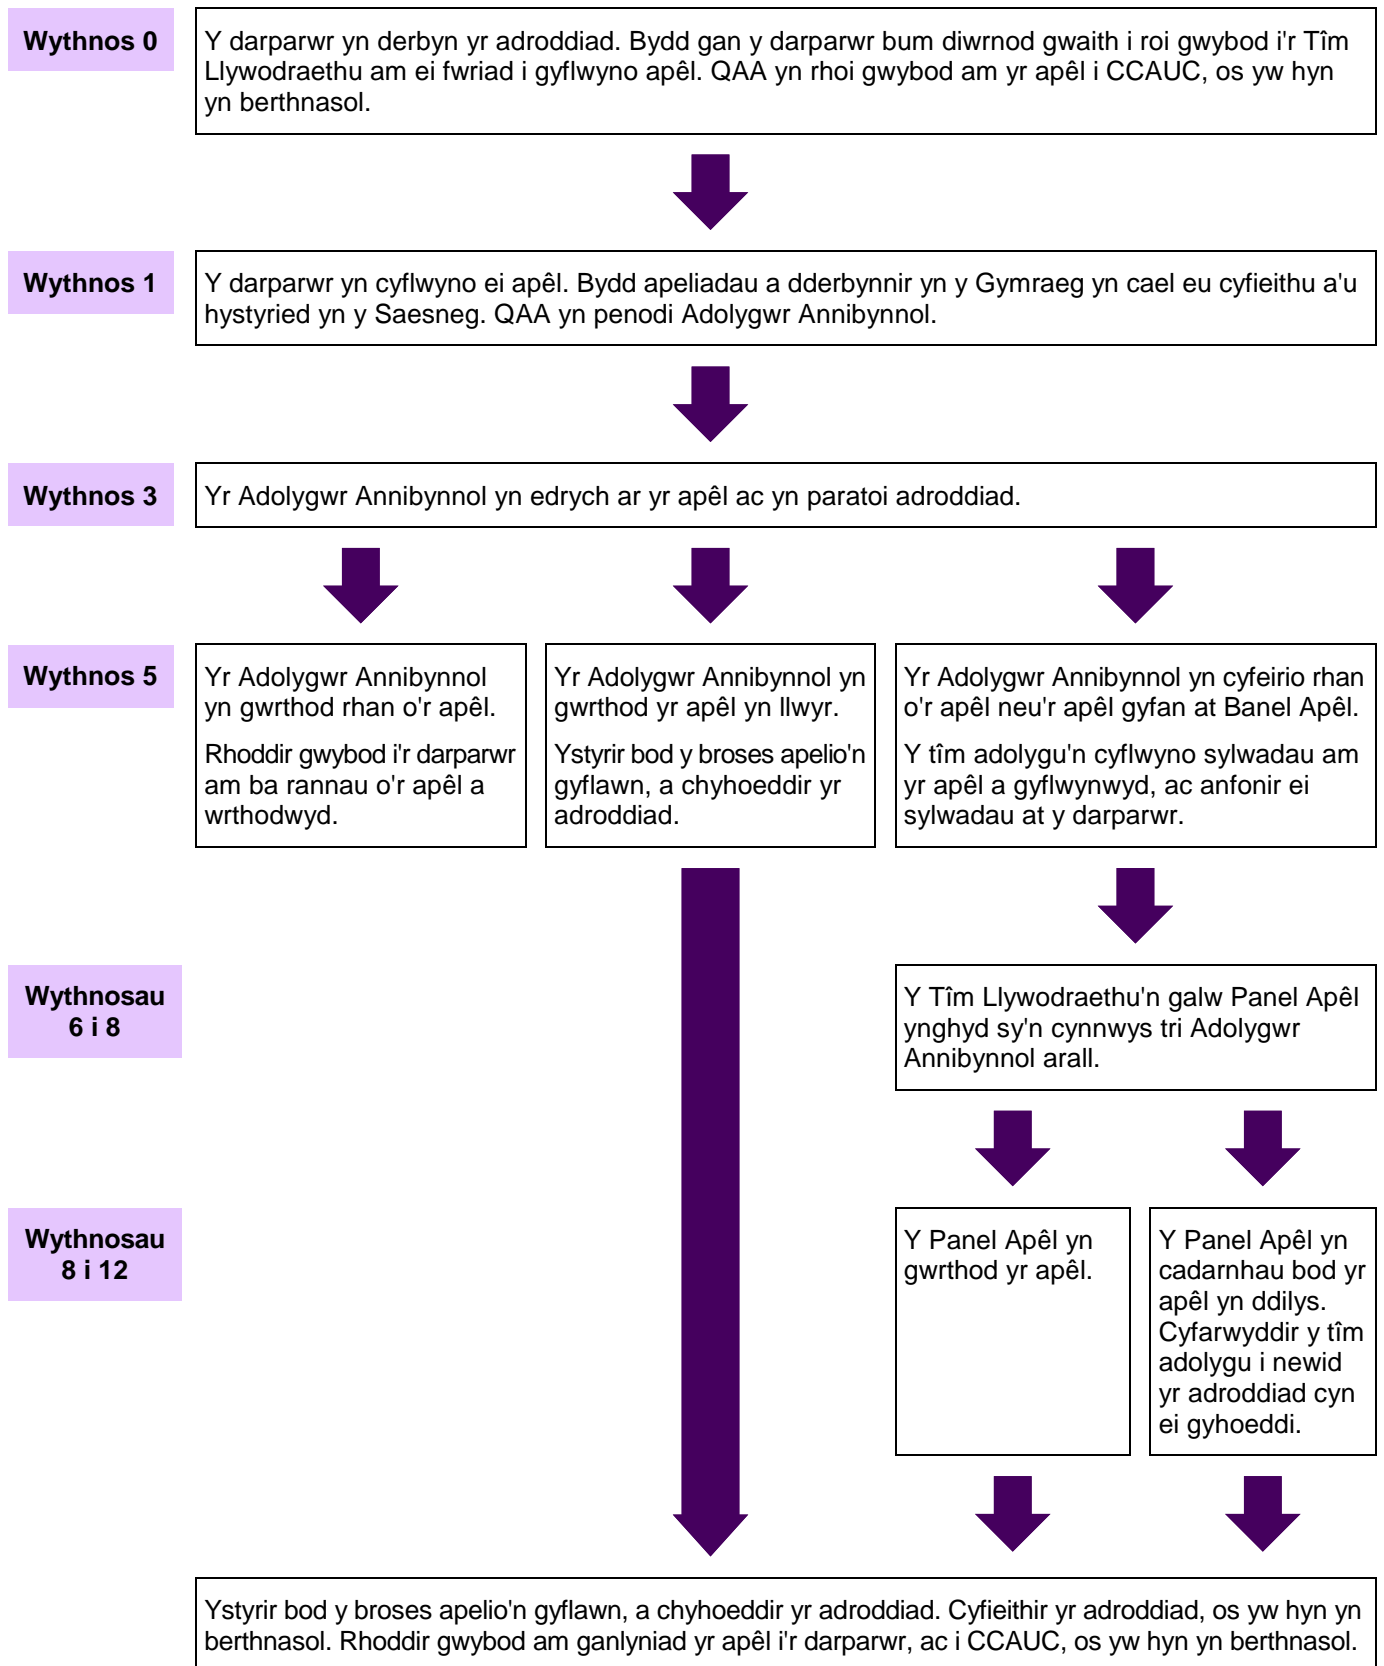 Wythnos 0
Y darparwr yn derbyn yr adroddiad. Bydd gan y darparwr bum diwrnod gwaith i roi gwybod i'r Tîm
Llywodraethu am ei fwriad i gyflwyno apêl. QAA yn rhoi gwybod am yr apêl i CCAUC, os yw hyn
yn berthnasol.
Wythnos 1
Y darparwr yn cyflwyno ei apêl. Bydd apeliadau a dderbynnir yn y Gymraeg yn cael eu cyfieithu a'u
hystyried yn y Saesneg. QAA yn penodi Adolygwr Annibynnol.
Wythnos 3
Yr Adolygwr Annibynnol yn edrych ar yr apêl ac yn paratoi adroddiad.
Wythnos 5
Yr Adolygwr Annibynnol
yn gwrthod rhan o'r apêl.
Rhoddir gwybod i'r darparwr
am ba rannau o'r apêl a
wrthodwyd.
Yr Adolygwr Annibynnol yn
gwrthod yr apêl yn llwyr.
Ystyrir bod y broses apelio'n
gyflawn, a chyhoeddir yr
adroddiad.
Yr Adolygwr Annibynnol yn cyfeirio rhan
o'r apêl neu'r apêl gyfan at Banel Apêl.
Y tîm adolygu'n cyflwyno sylwadau am
yr apêl a gyflwynwyd, ac anfonir ei
sylwadau at y darparwr.
Wythnosau
6 i 8
Y Tîm Llywodraethu'n galw Panel Apêl
ynghyd sy'n cynnwys tri Adolygwr
Annibynnol arall.
Wythnosau
8 i 12
Y Panel Apêl yn
gwrthod yr apêl.
Y Panel Apêl yn
cadarnhau bod yr
apêl yn ddilys.
Cyfarwyddir y tîm
adolygu i newid
yr adroddiad cyn
ei gyhoeddi.
Ystyrir bod y broses apelio'n gyflawn, a chyhoeddir yr adroddiad. Cyfieithir yr adroddiad, os yw hyn yn
berthnasol. Rhoddir gwybod am ganlyniad yr apêl i'r darparwr, ac i CCAUC, os yw hyn yn berthnasol.